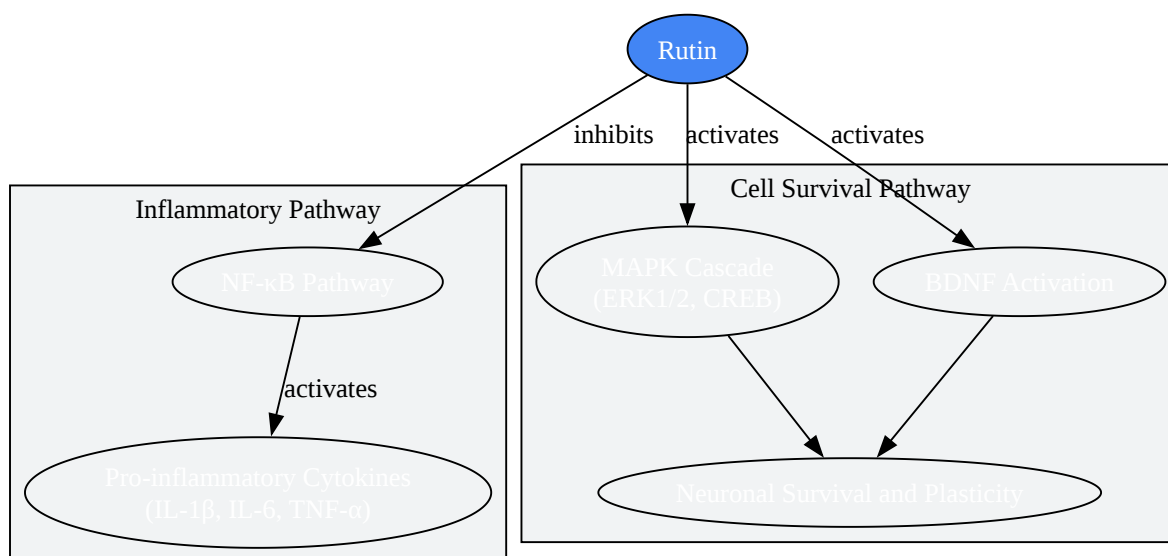 Rutin
inhibits
activates
activates
Inflammatory Pathway
Cell Survival Pathway
NF-κB Pathway
MAPK Cascade
(ERK1/2, CREB)
BDNF Activation
activates
Pro-inflammatory Cytokines
(IL-1β, IL-6, TNF-α)
Neuronal Survival and Plasticity